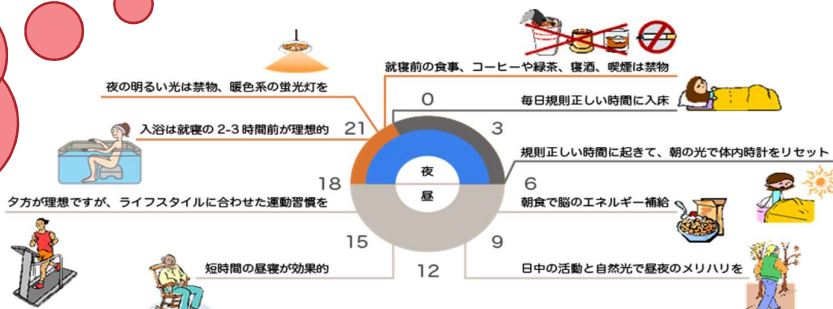 就寝前の食事、コーヒーや緑茶、寝酒、喫煙は禁物
夜の明るい光は禁物、暖色系の蛍光灯を
0
毎日規則正しい時間に入床
入浴は就寝の2-3時間前が理想的
21
3
規則正しい時間に起きて、朝の光で体内時計をリセット
夜
18
6
昼
夕方が理想ですが、ライフスタイルに合わせた運動習慣を
朝食で脳のエネルギー補給
15
9
短時間の昼寝が効果的
12
日中の活動と自然光で昼夜のメリハリを